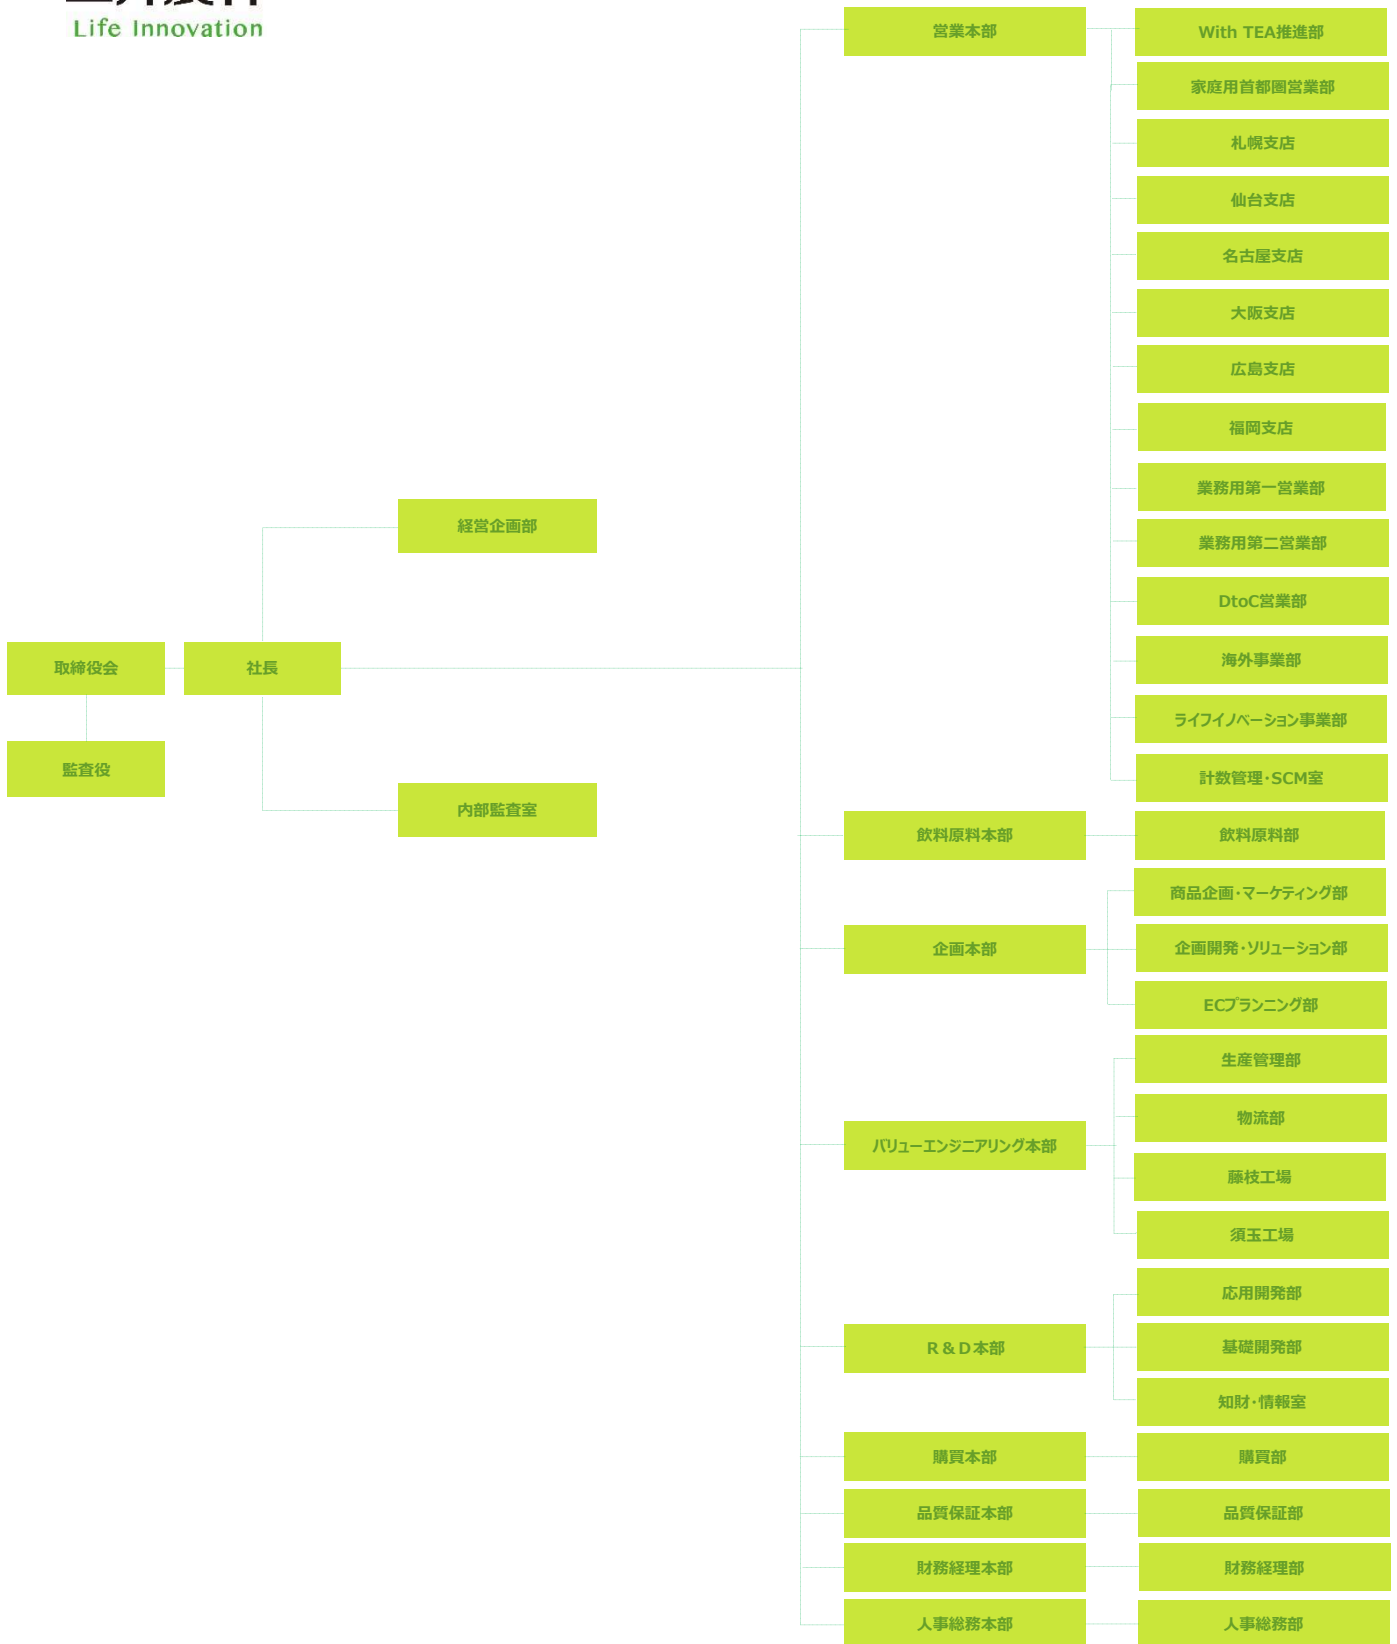 Life Innovation
営業本部
With TEA推進部
家庭用首都圏営業部
札幌支店
仙台支店
名古屋支店
大阪支店
広島支店
福岡支店
業務用第一営業部
業務用第二営業部
DtoC営業部
海外事業部
ライフイノベーション事業部
計数管理・SCM室
経営企画部
取締役会
社長
監査役
内部監査室
飲料原料本部
飲料原料部
企画本部
商品企画・マーケティング部
企画開発・ソリューション部
ECプランニング部
バリューエンジニアリング本部
生産管理部
物流部
藤枝工場
須玉工場
R&D本部
応用開発部
基礎開発部
知財・情報室
購買本部
購買部
品質保証本部
品質保証部
財務経理本部
財務経理部
人事総務本部
人事総務部